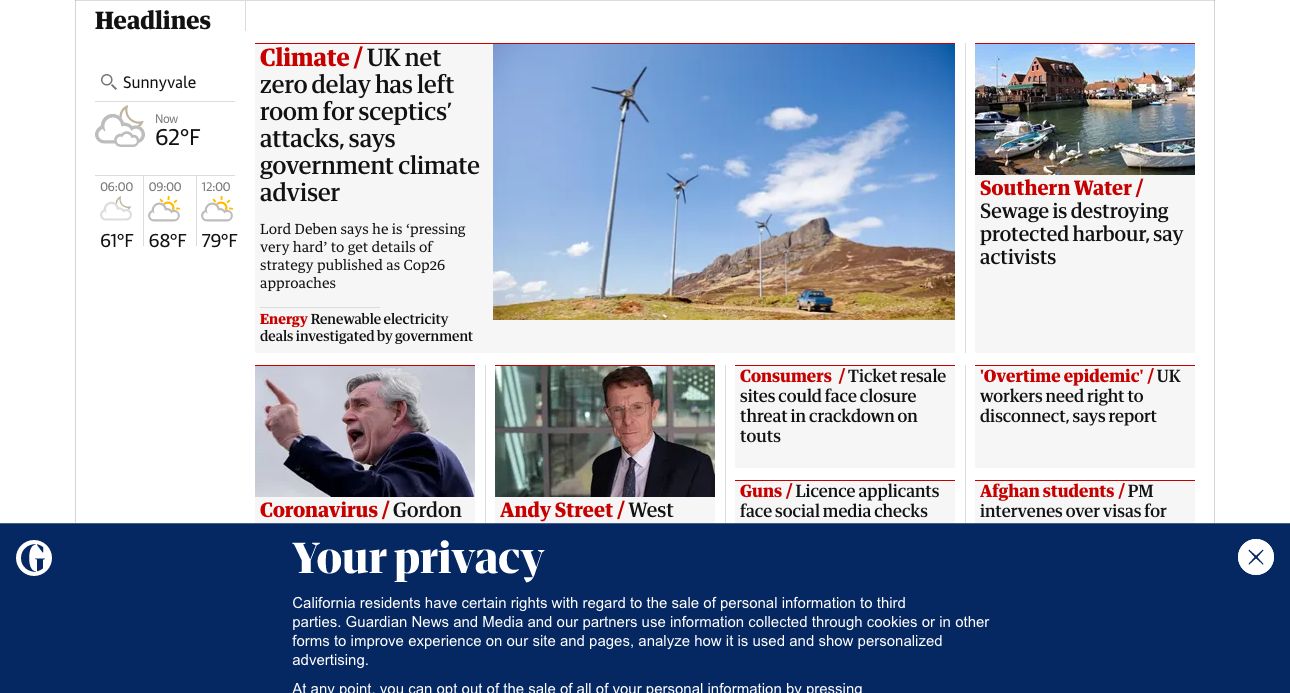 Headlines
Sunnyvale
Now
62°F
06:00 09:00 12:00
61°F 68°F 79°F
Climate / UK net
zero delay has left
room for sceptics’
attacks, says
government climate
adviser
Lord Deben says he is ‘pressing
very hard’ to get details of
strategy published as Cop26
approaches
Energy Renewable electricity
deals investigated by government
Southern Water /
Sewage is destroying
protected harbour, say
activists
Coronavirus / Gordon
Andy Street / West
Consumers / Ticket resale
sites could face closure
threat in crackdown on
touts
'Overtime epidemic' / UK
workers need right to
disconnect, says report
Guns / Licence applicants
face social media checks
Afghan students / PM
intervenes over visas for
Your privacy
California residents have certain rights with regard to the sale of personal information to third
parties. Guardian News and Media and our partners use information collected through cookies or in other
forms to improve experience on our site and pages, analyze how it is used and show personalized
advertising.
At any point, you can opt out of the sale of all of your personal information by pressing